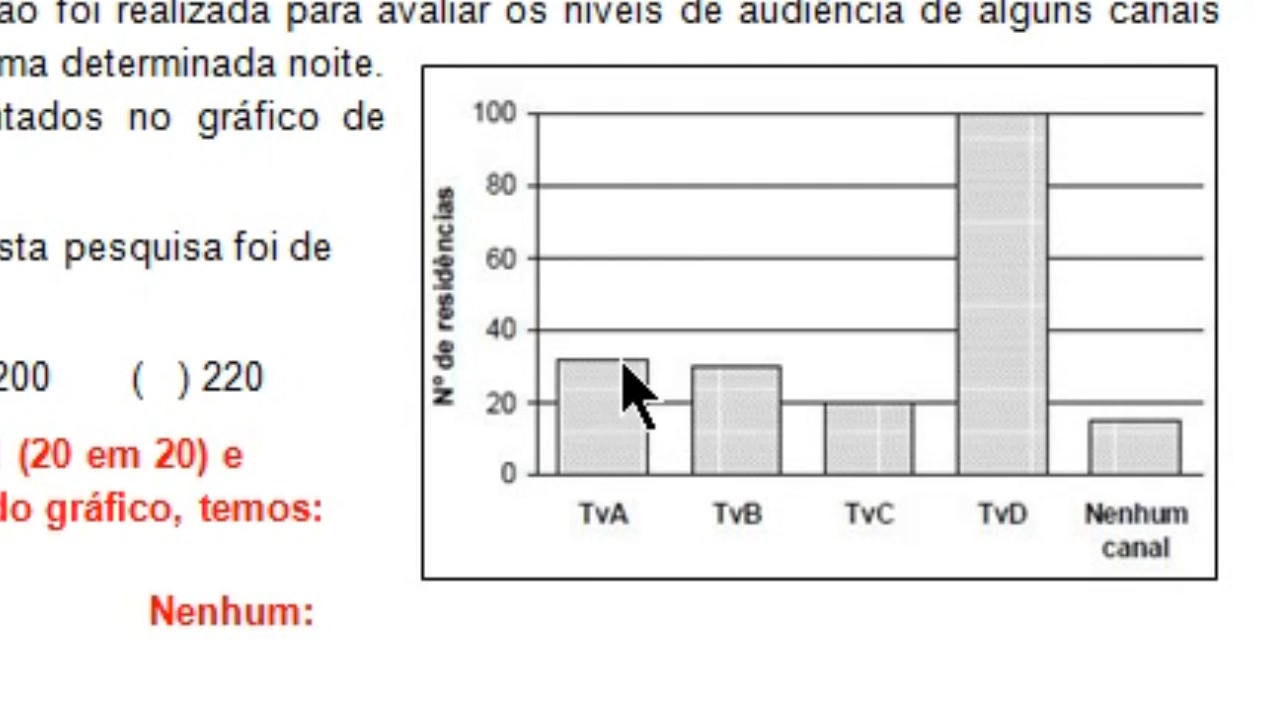 ão foi realizada para avaliar os níveis de audiência de alguns canais
ma determinada noite.
tados no gráfico de
sta pesquisa foi de
200 ( ) 220
(20 em 20) e
do gráfico, temos:
Nenhum:
Nº de residências
100
80
60
40
20
0
TvA TvB TvC TvD Nenhum
canal